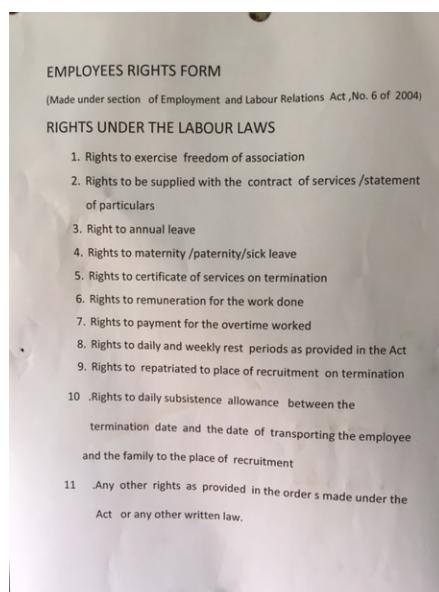 EMPLOYEES RIGHTS FORM
(Made under section of Employment and Labour Relations Act ,No. 6 of 2004)
RIGHTS UNDER THE LABOUR LAWS
1. Rights to exercise freedom of association
2. Rights to be supplied with the contract of services /statement
of particulars
3. Right to annual leave
4. Rights to maternity /paternity/sick leave
5. Rights to certificate of services on termination
6. Rights to remuneration for the work done
7. Rights to payment for the overtime worked
8. Rights to daily and weekly rest periods as provided in the Act
9. Rights to repatriated to place of recruitment on termination
10 .Rights to daily subsistence allowance between the
termination date and the date of transporting the employee
and the family to the place of recruitment
11 .Any other rights as provided in the order s made under the
Act or any other written law.